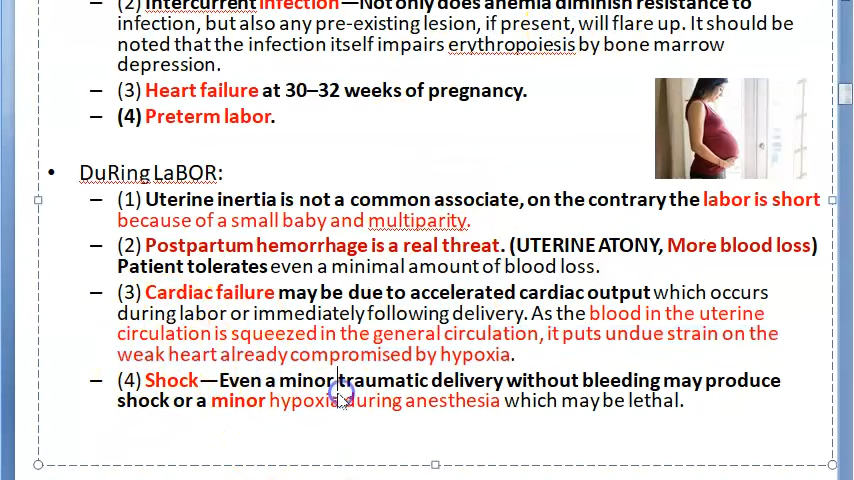 – (2) Intercurrent infection—Not only does anemia diminish resistance to
infection, but also any pre-existing lesion, if present, will flare up. It should be
noted that the infection itself impairs erythropoiesis by bone marrow
depression.
– (3) Heart failure at 30–32 weeks of pregnancy.
– (4) Preterm labor.
• DuRing LaBOR:
– (1) Uterine inertia is not a common associate, on the contrary the labor is short
because of a small baby and multiparity.
– (2) Postpartum hemorrhage is a real threat. (UTERINE ATONY, More blood loss)
Patient tolerates even a minimal amount of blood loss.
– (3) Cardiac failure may be due to accelerated cardiac output which occurs
during labor or immediately following delivery. As the blood in the uterine
circulation is squeezed in the general circulation, it puts undue strain on the
weak heart already compromised by hypoxia.
– (4) Shock—Even a minor traumatic delivery without bleeding may produce
shock or a minor hypoxia during anesthesia which may be lethal.